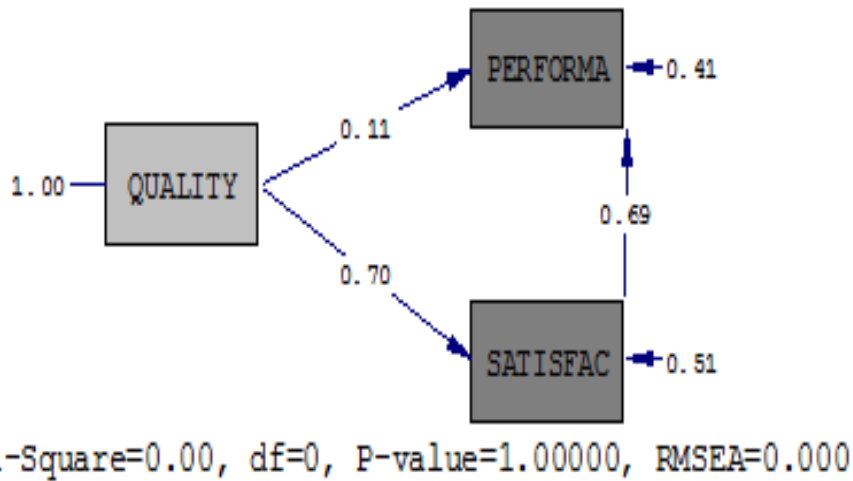 PERFORMA
0.41
0.11
1.00
QUALITY
0.69
0.70
SATISFAC
0.51
-Square=0.00, df=0, P-value=1.00000, RMSEA=0.000